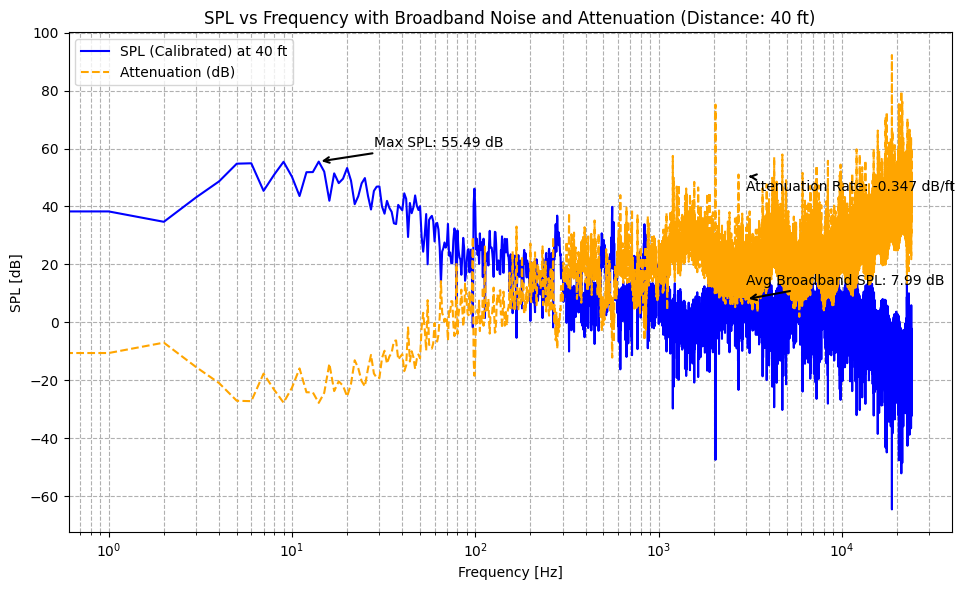 SPL vs Frequency with Broadband Noise and Attenuation (Distance: 40 ft)
SPL (Calibrated) at 40 ft
Attenuation (dB)
Max SPL: 55.49 dB
Attenuation Rate: -0.347 dB/ft
Avg Broadband SPL: 7.99 dB
SPL [dB]
100
80
60
40
20
0
−20
−40
−60
10⁰
10¹
10²
10³
10⁴
Frequency [Hz]